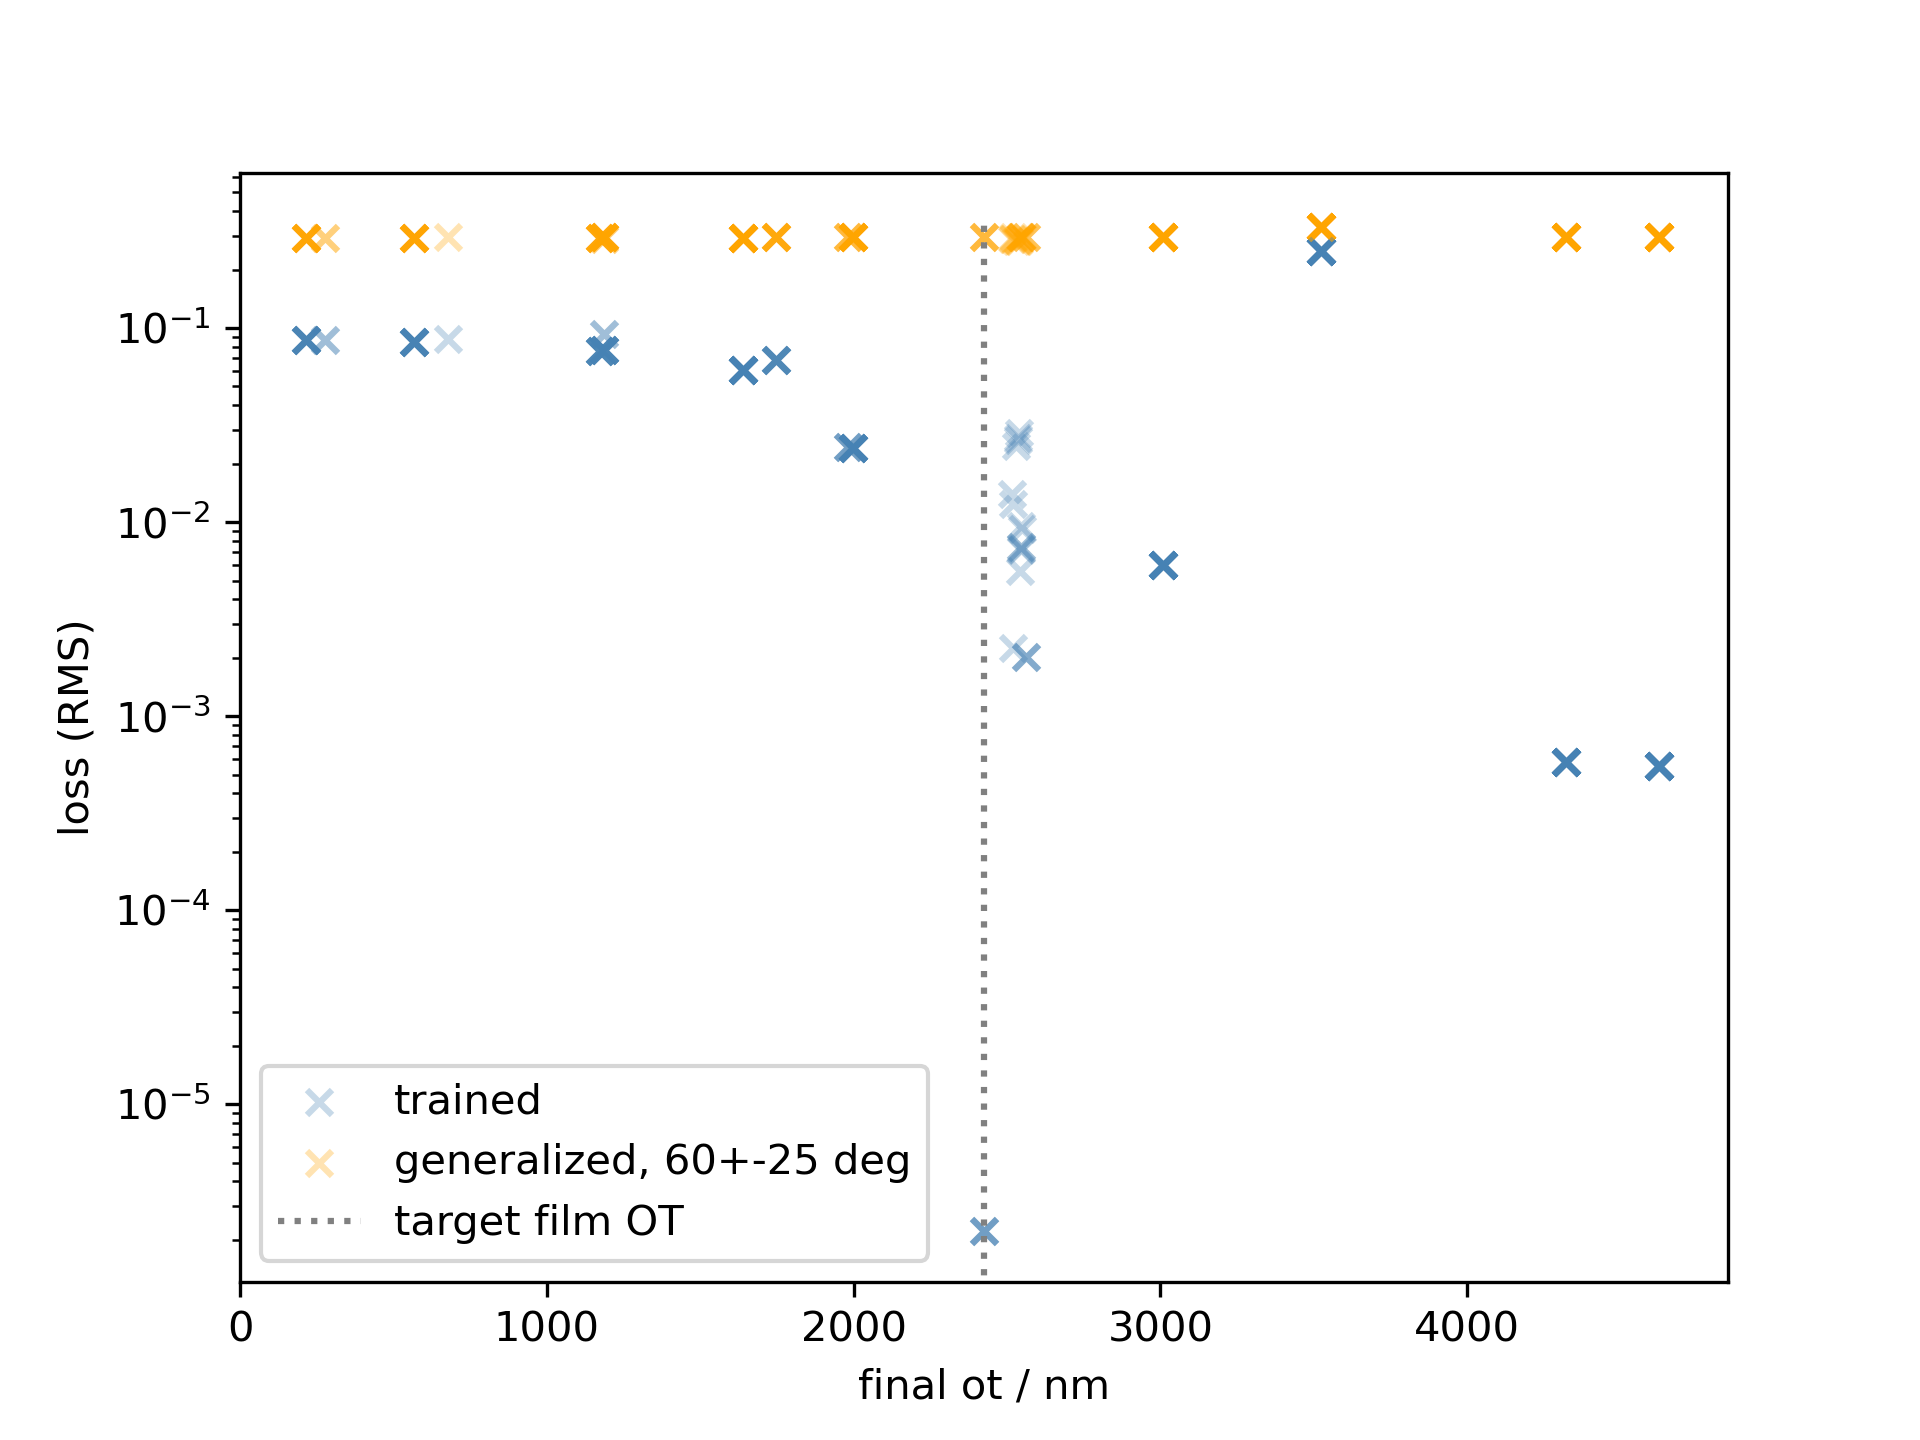 10⁻¹
10⁻²
10⁻³
10⁻⁴
10⁻⁵
loss (RMS)
trained
generalized, 60+-25 deg
target film OT
0 1000 2000 3000 4000
final ot / nm